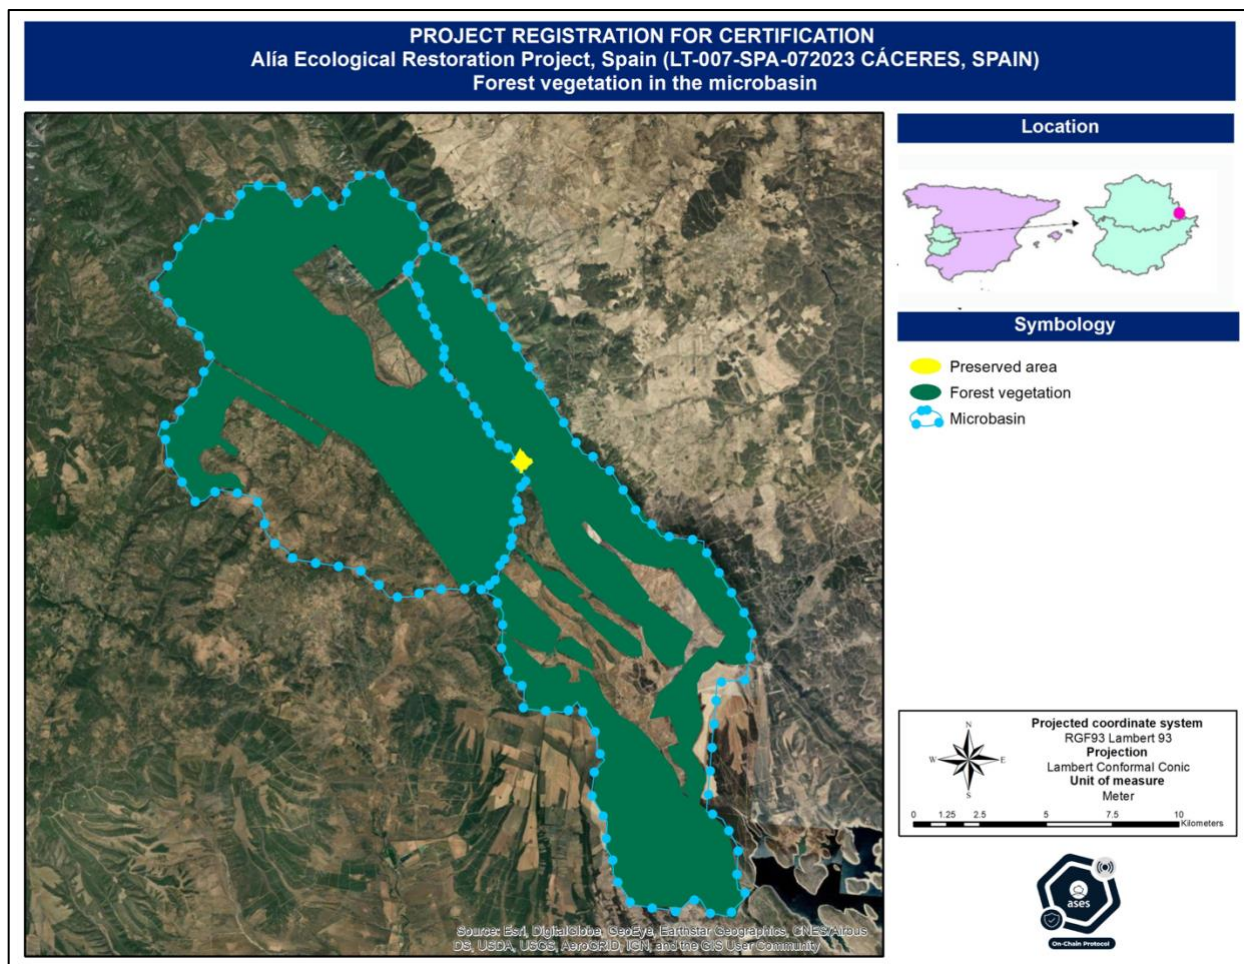 PROJECT REGISTRATION FOR CERTIFICATION
Alía Ecological Restoration Project, Spain (LT-007-SPA-072023 CÁCERES, SPAIN)
Forest vegetation in the microbasin
Location
Symbology
Preserved area
Forest vegetation
Microbasin
Projected coordinate system
RGF93 Lambert 93
Projection
Lambert Conformal Conic
Unit of measure
Meter
N
W E
S
0 1.25 2.5 5 7.5 10
Kilometers
ases
On-Chain Protocol
Source: Esri, DigitalGlobe, GeoEye, Earthstar Geographics, CNES/Airbus
DS, USDA, USGS, AeroGRID, IGN, and the GIS User Community